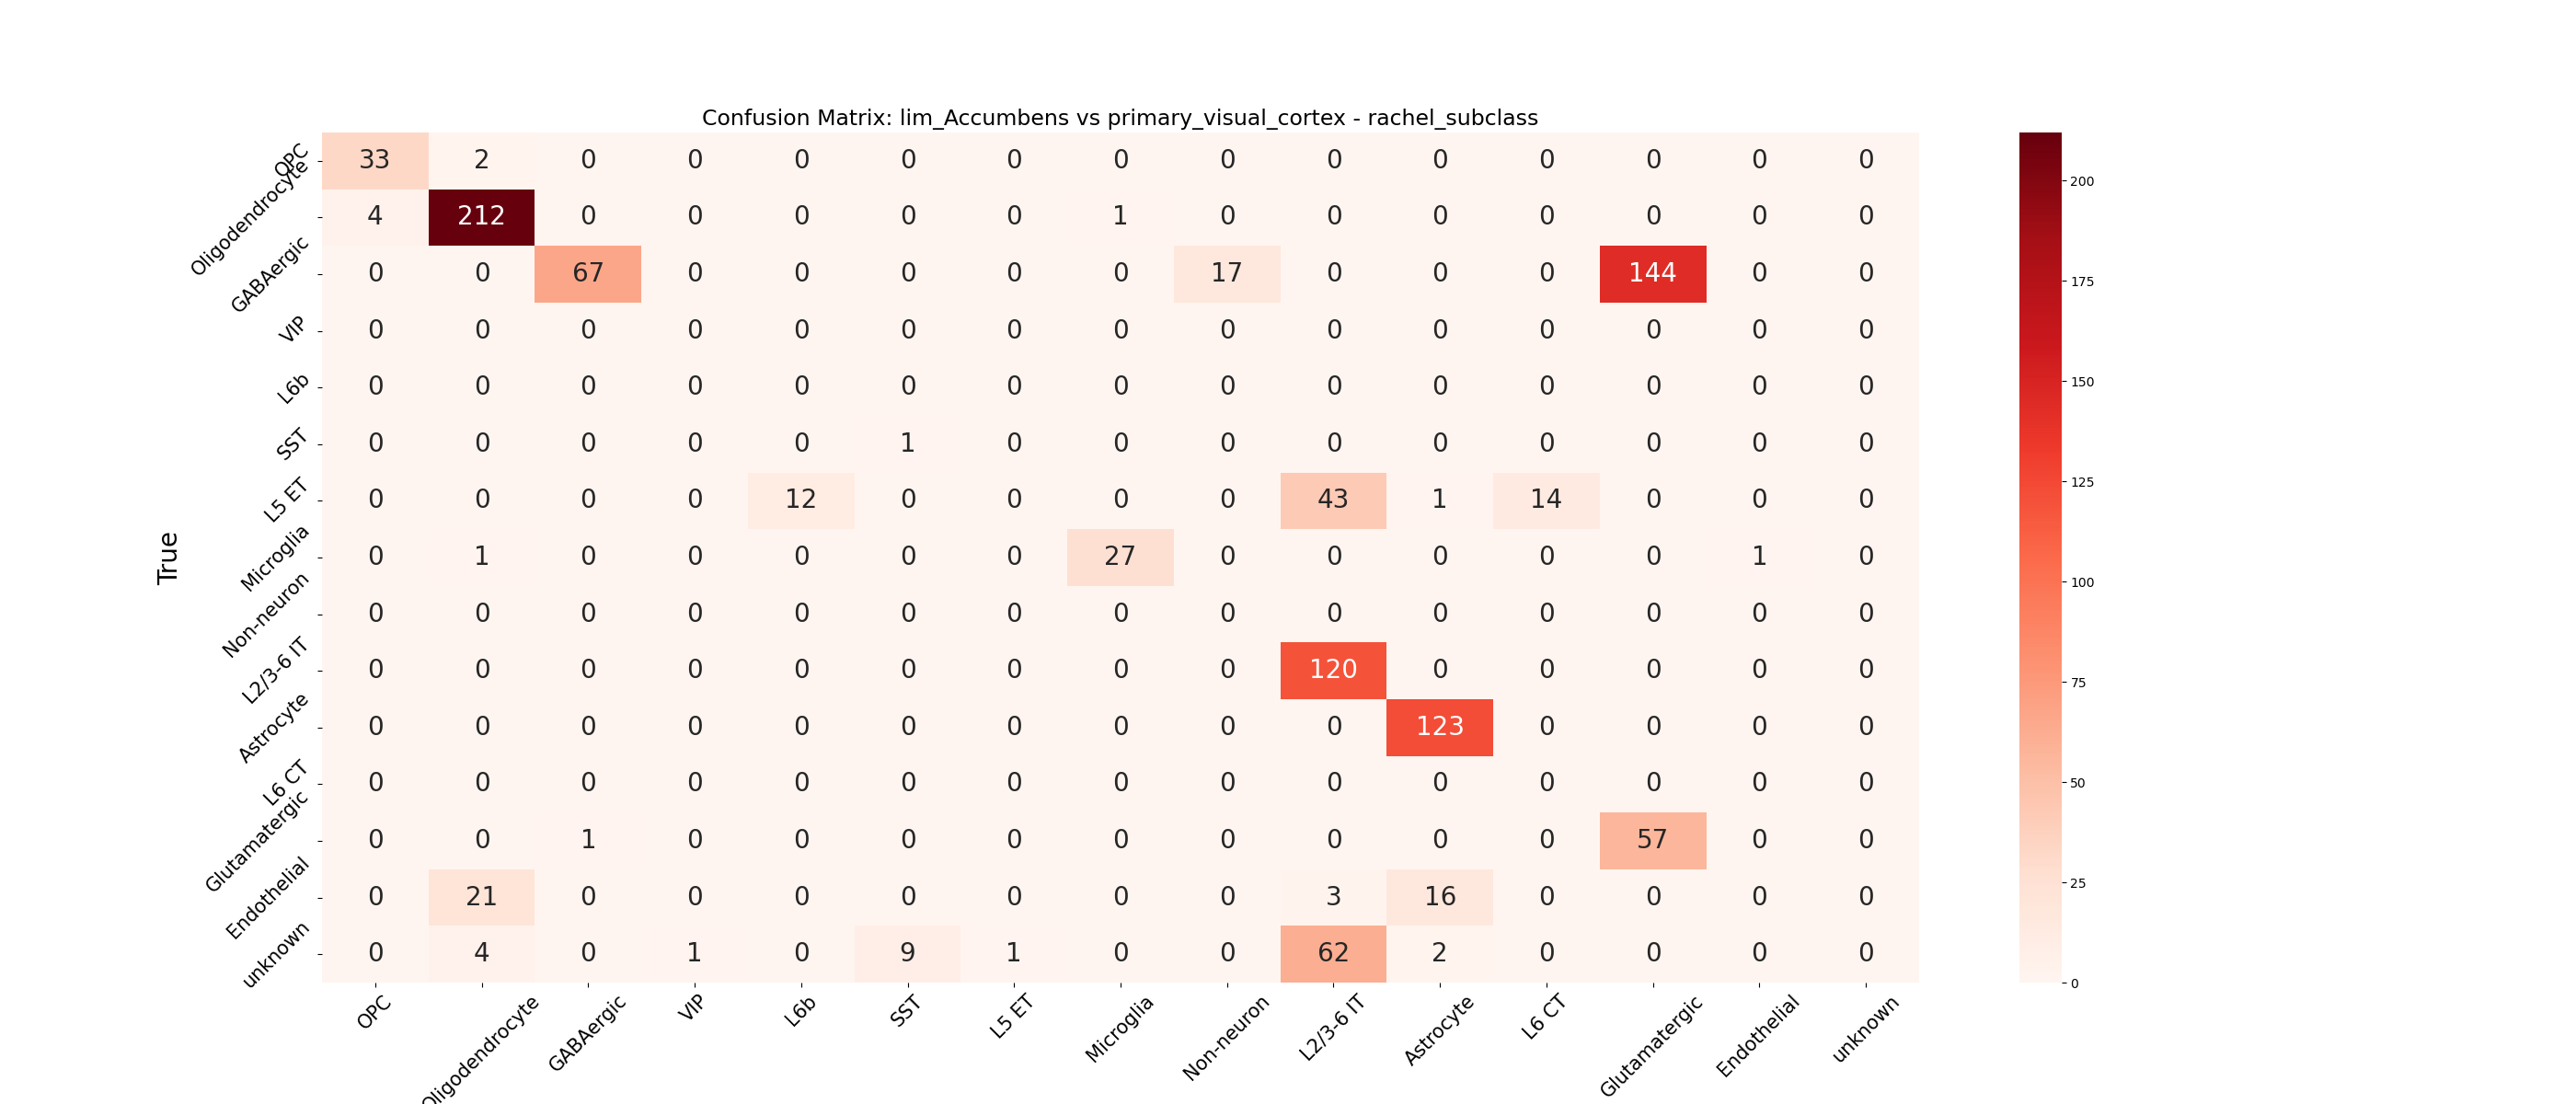 Confusion Matrix: lim_Accumbens vs primary_visual_cortex - rachel_subclass
OPC 33 2 0 0 0 0 0 0 0 0 0 0 0 0 0
Oligodendrocyte 4 212 0 0 0 0 0 1 0 0 0 0 0 0 0
GABAergic 0 0 67 0 0 0 0 0 17 0 0 0 144 0 0
VIP 0 0 0 0 0 0 0 0 0 0 0 0 0 0 0
L6b 0 0 0 0 0 0 0 0 0 0 0 0 0 0 0
SST 0 0 0 0 0 1 0 0 0 0 0 0 0 0 0
L5 ET 0 0 0 0 12 0 0 0 0 43 1 14 0 0 0
Microglia 0 1 0 0 0 0 0 27 0 0 0 0 0 1 0
Non-neuron 0 0 0 0 0 0 0 0 0 0 0 0 0 0 0
L2/3-6 IT 0 0 0 0 0 0 0 0 0 120 0 0 0 0 0
Astrocyte 0 0 0 0 0 0 0 0 0 0 123 0 0 0 0
L6 CT 0 0 0 0 0 0 0 0 0 0 0 0 0 0 0
Glutamatergic 0 0 1 0 0 0 0 0 0 0 0 0 57 0 0
Endothelial 0 21 0 0 0 0 0 0 0 3 16 0 0 0 0
unknown 0 4 0 1 0 9 1 0 0 62 2 0 0 0 0
True
OPC Oligodendrocyte GABAergic VIP L6b SST L5 ET Microglia Non-neuron L2/3-6 IT Astrocyte L6 CT Glutamatergic Endothelial unknown
200
175
150
125
100
75
50
25
0